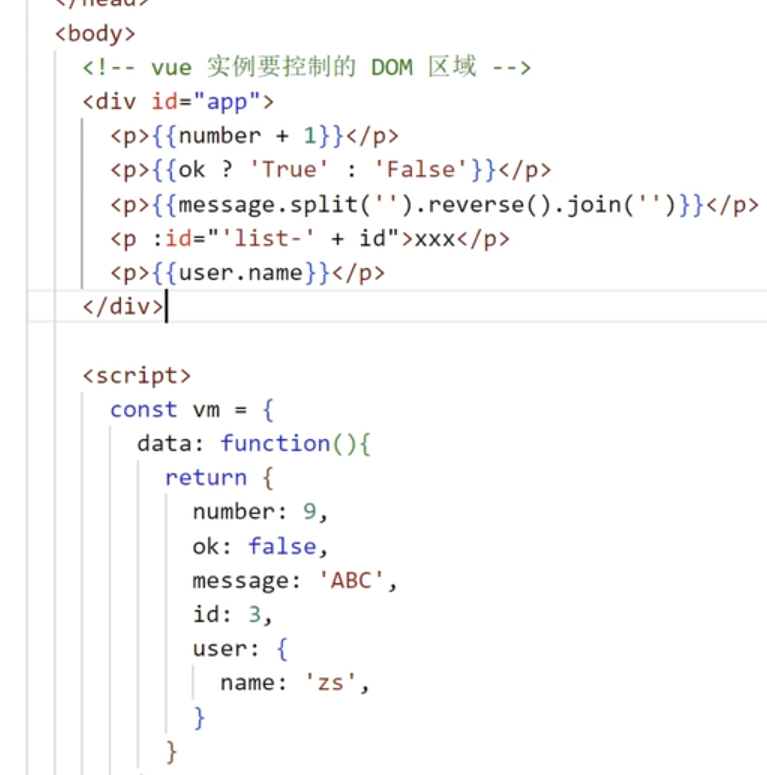 </head>
<body>
<!-- vue 实例要控制的 DOM 区域 -->
<div id="app">
<p>{{number + 1}}</p>
<p>{{ok ? 'True' : 'False'}}</p>
<p>{{message.split('').reverse().join('')}}</p>
<p :id="'list-' + id">xxx</p>
<p>{{user.name}}</p>
</div>
<script>
const vm = {
data: function(){
return {
number: 9,
ok: false,
message: 'ABC',
id: 3,
user: {
name: 'zs',
}
}